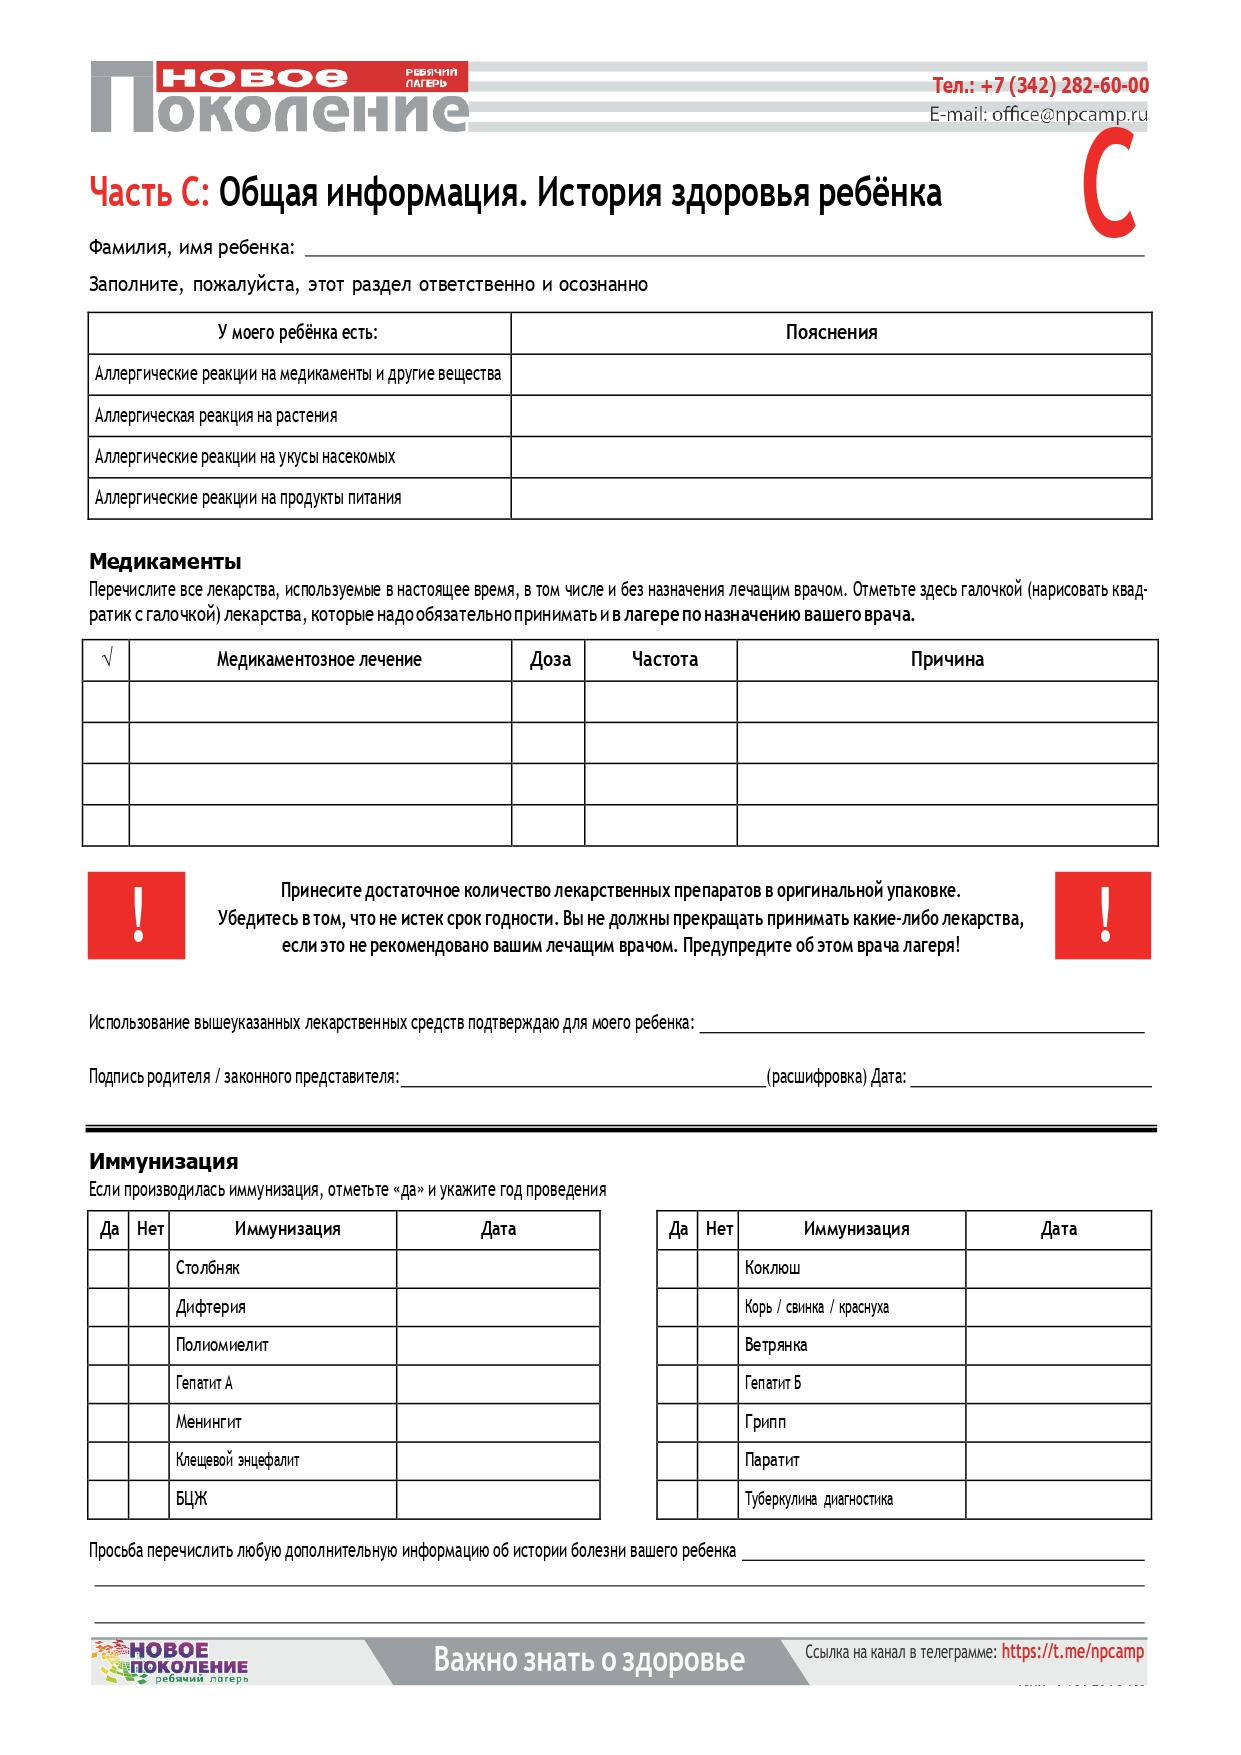 НОВОЕ РЕБЯЧИЙ
ЛАГЕРЬ
Поколение
Тел.: +7 (342) 282-60-00
E-mail: office@npcamp.ru
C
Часть С: Общая информация. История здоровья ребёнка
Фамилия, имя ребенка:
Заполните, пожалуйста, этот раздел ответственно и осознанно
У моего ребёнка есть: Пояснения
Аллергические реакции на медикаменты и другие вещества
Аллергическая реакция на растения
Аллергические реакции на укусы насекомых
Аллергические реакции на продукты питания
Медикаменты
Перечислите все лекарства, используемые в настоящее время, в том числе и без назначения лечащим врачом. Отметьте здесь галочкой (нарисовать квад-
ратик с галочкой) лекарства, которые надо обязательно принимать и в лагере по назначению вашего врача.
√ Медикаментозное лечение Доза Частота Причина
! Принесите достаточное количество лекарственных препаратов в оригинальной упаковке. !
Убедитесь в том, что не истек срок годности. Вы не должны прекращать принимать какие-либо лекарства,
если это не рекомендовано вашим лечащим врачом. Предупредите об этом врача лагеря!
Использование вышеуказанных лекарственных средств подтверждаю для моего ребенка:
Подпись родителя / законного представителя: (расшифровка) Дата:
Иммунизация
Если производилась иммунизация, отметьте «да» и укажите год проведения
Да Нет Иммунизация Дата Да Нет Иммунизация Дата
Столбняк Коклюш
Дифтерия Корь / свинка / краснуха
Полиомиелит Ветрянка
Гепатит А Гепатит Б
Менингит Грипп
Клещевой энцефалит Паратит
БЦЖ Туберкулина диагностика
Просьба перечислить любую дополнительную информацию об истории болезни вашего ребенка
НОВОЕ
ПОКОЛЕНИЕ
ребячий лагерь
Важно знать о здоровье
Ссылка на канал в телеграмме: https://t.me/npcamp